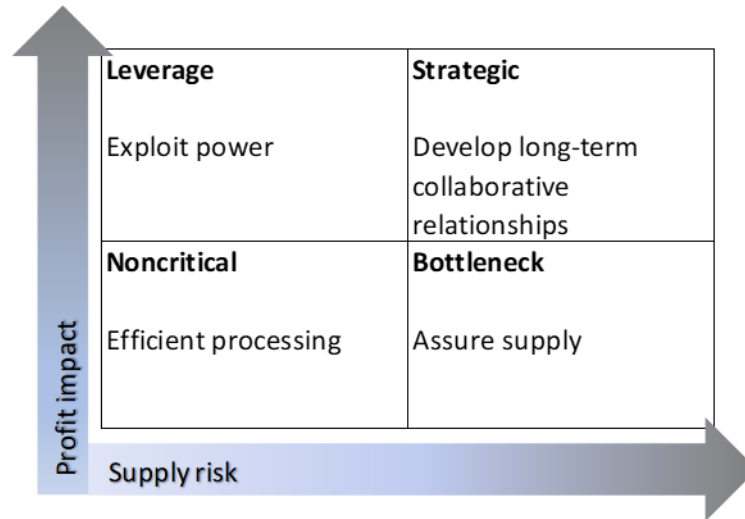 Leverage
Strategic
Exploit power
Develop long-term
collaborative
relationships
Noncritical
Bottleneck
Efficient processing
Assure supply
Profit impact
Supply risk